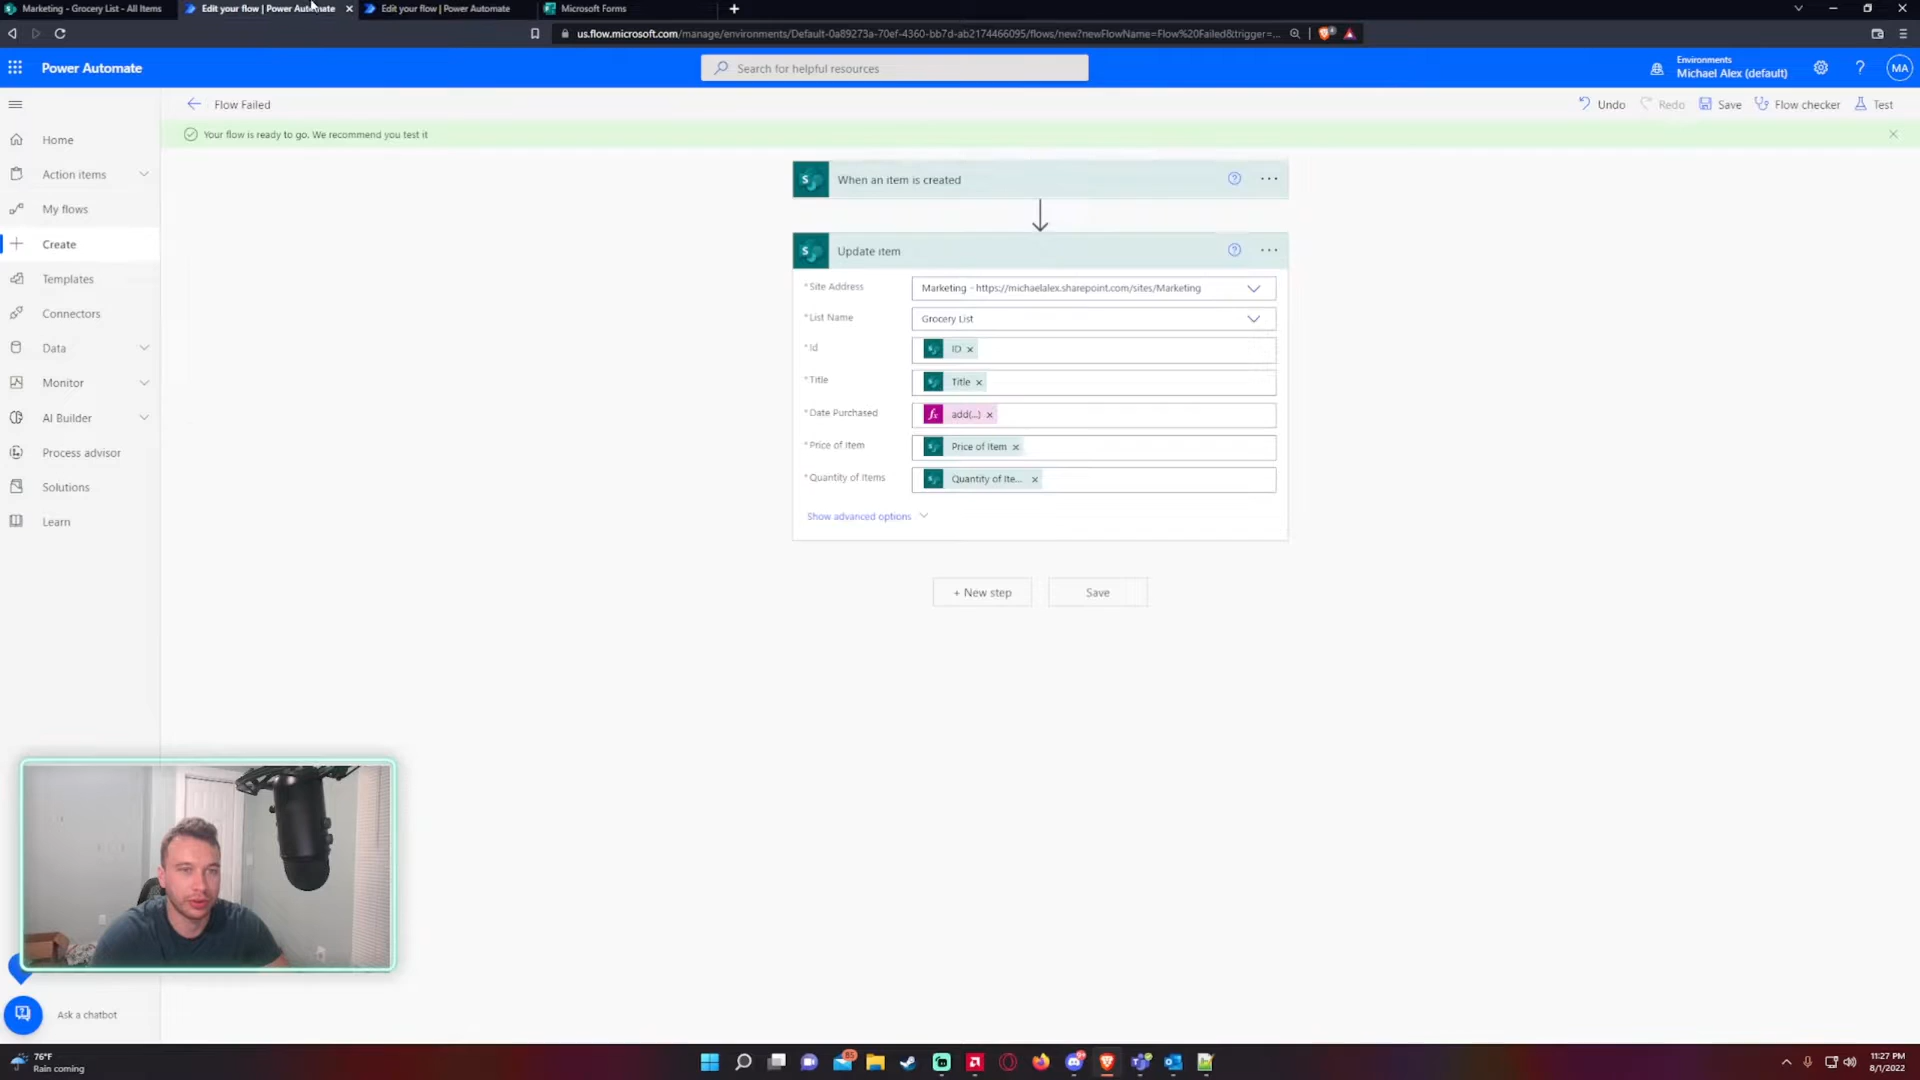 Marketing - Grocery List - All Items
Edit your flow | Power Automate
Edit your flow | Power Automate
Microsoft Forms
us.flow.microsoft.com/manage/environments/Default-0a89273a-70ef-4360-bb7d-ab2174466095/flows/new?newFlowName=Flow%20Failed&trigger=...
Power Automate
Search for helpful resources
Environments
Michael Alex (default)
MA
Flow Failed
Undo
Redo
Save
Flow checker
Test
Your flow is ready to go. We recommend you test it
Home
Action items
My flows
Create
Templates
Connectors
Data
Monitor
AI Builder
Process advisor
Solutions
Learn
When an item is created
Update item
*Site Address
Marketing - https://michaelalex.sharepoint.com/sites/Marketing
*List Name
Grocery List
*Id
ID
*Title
Title
*Date Purchased
fx add(...)
*Price of Item
Price of Item
*Quantity of Items
Quantity of Ite...
Show advanced options
+ New step
Save
Ask a chatbot
76°F
Rain coming
11:27 PM
8/1/2022